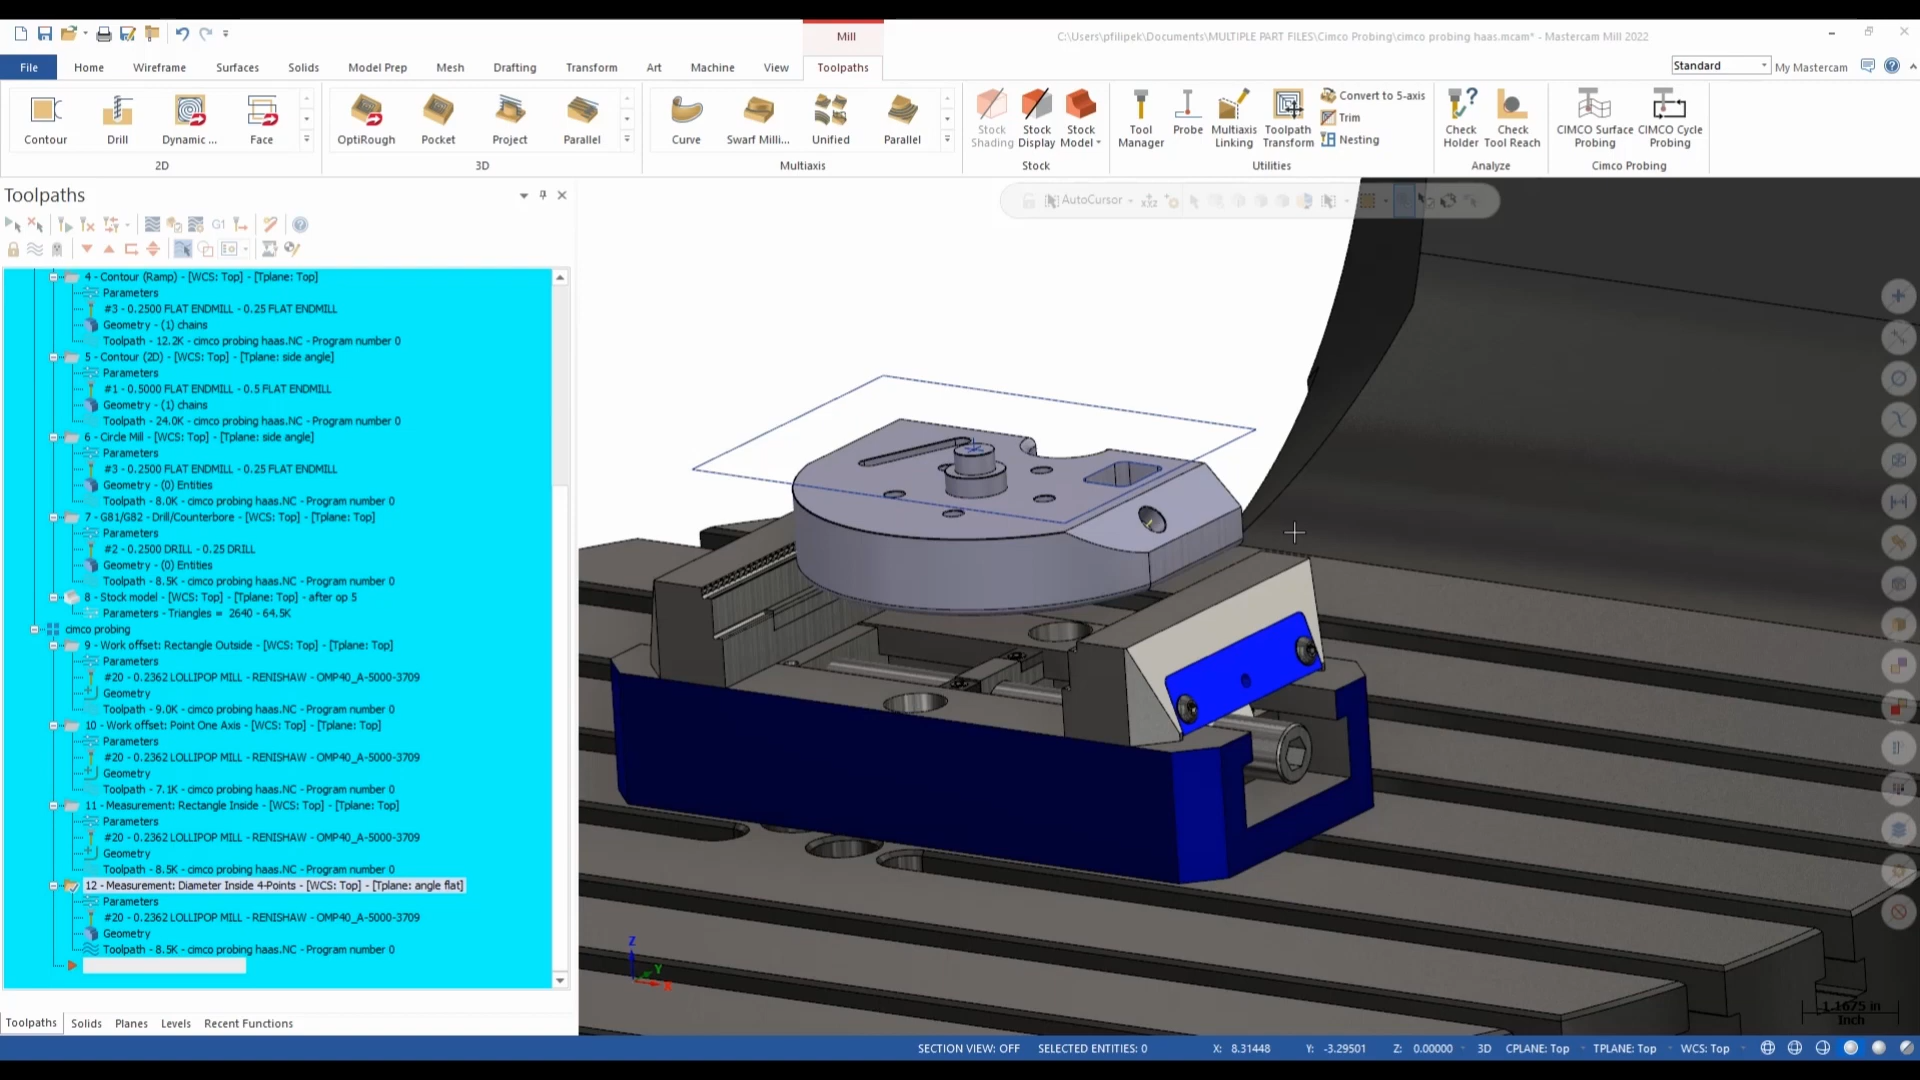 Mill
C:\Users\pfilipek\Documents\MULTIPLE PART FILES\Cimco Probing\cimco probing haas.mcam* - Mastercam Mill 2022
File Home Wireframe Surfaces Solids Model Prep Mesh Drafting Transform Art Machine View Toolpaths
Standard My Mastercam
Contour Drill Dynamic ... Face
OptiRough Pocket Project Parallel
Curve Swarf Milli... Unified Parallel
Stock Shading Stock Display Stock Model
Tool Manager Probe Multiaxis Linking Toolpath Transform
Convert to 5-axis
Trim
Nesting
Check Holder Check Tool Reach
CIMCO Surface Probing CIMCO Cycle Probing
2D 3D Multiaxis Stock Utilities Analyze Cimco Probing
Toolpaths
AutoCursor
G1
4 - Contour (Ramp) - [WCS: Top] - [Tplane: Top]
Parameters
#3 - 0.2500 FLAT ENDMILL - 0.25 FLAT ENDMILL
Geometry - (1) chains
Toolpath - 12.2K - cimco probing haas.NC - Program number 0
5 - Contour (2D) - [WCS: Top] - [Tplane: side angle]
Parameters
#1 - 0.5000 FLAT ENDMILL - 0.5 FLAT ENDMILL
Geometry - (1) chains
Toolpath - 24.0K - cimco probing haas.NC - Program number 0
6 - Circle Mill - [WCS: Top] - [Tplane: side angle]
Parameters
#3 - 0.2500 FLAT ENDMILL - 0.25 FLAT ENDMILL
Geometry - (0) Entities
Toolpath - 8.0K - cimco probing haas.NC - Program number 0
7 - G81/G82 - Drill/Counterbore - [WCS: Top] - [Tplane: Top]
Parameters
#2 - 0.2500 DRILL - 0.25 DRILL
Geometry - (0) Entities
Toolpath - 8.5K - cimco probing haas.NC - Program number 0
8 - Stock model - [WCS: Top] - [Tplane: Top] - after op 5
Parameters - Triangles = 2640 - 64.5K
cimco probing
9 - Work offset: Rectangle Outside - [WCS: Top] - [Tplane: Top]
Parameters
#20 - 0.2362 LOLLIPOP MILL - RENISHAW - OMP40_A-5000-3709
Geometry
Toolpath - 9.0K - cimco probing haas.NC - Program number 0
10 - Work offset: Point One Axis - [WCS: Top] - [Tplane: Top]
Parameters
#20 - 0.2362 LOLLIPOP MILL - RENISHAW - OMP40_A-5000-3709
Geometry
Toolpath - 7.1K - cimco probing haas.NC - Program number 0
11 - Measurement: Rectangle Inside - [WCS: Top] - [Tplane: Top]
Parameters
#20 - 0.2362 LOLLIPOP MILL - RENISHAW - OMP40_A-5000-3709
Geometry
Toolpath - 8.5K - cimco probing haas.NC - Program number 0
12 - Measurement: Diameter Inside 4-Points - [WCS: Top] - [Tplane: angle flat]
Parameters
#20 - 0.2362 LOLLIPOP MILL - RENISHAW - OMP40_A-5000-3709
Geometry
Toolpath - 8.5K - cimco probing haas.NC - Program number 0
Z
Y
X
1.1675 in
Inch
Toolpaths Solids Planes Levels Recent Functions
SECTION VIEW: OFF SELECTED ENTITIES: 0 X: 8.31448 Y: -3.29501 Z: 0.00000 3D CPLANE: Top TPLANE: Top WCS: Top